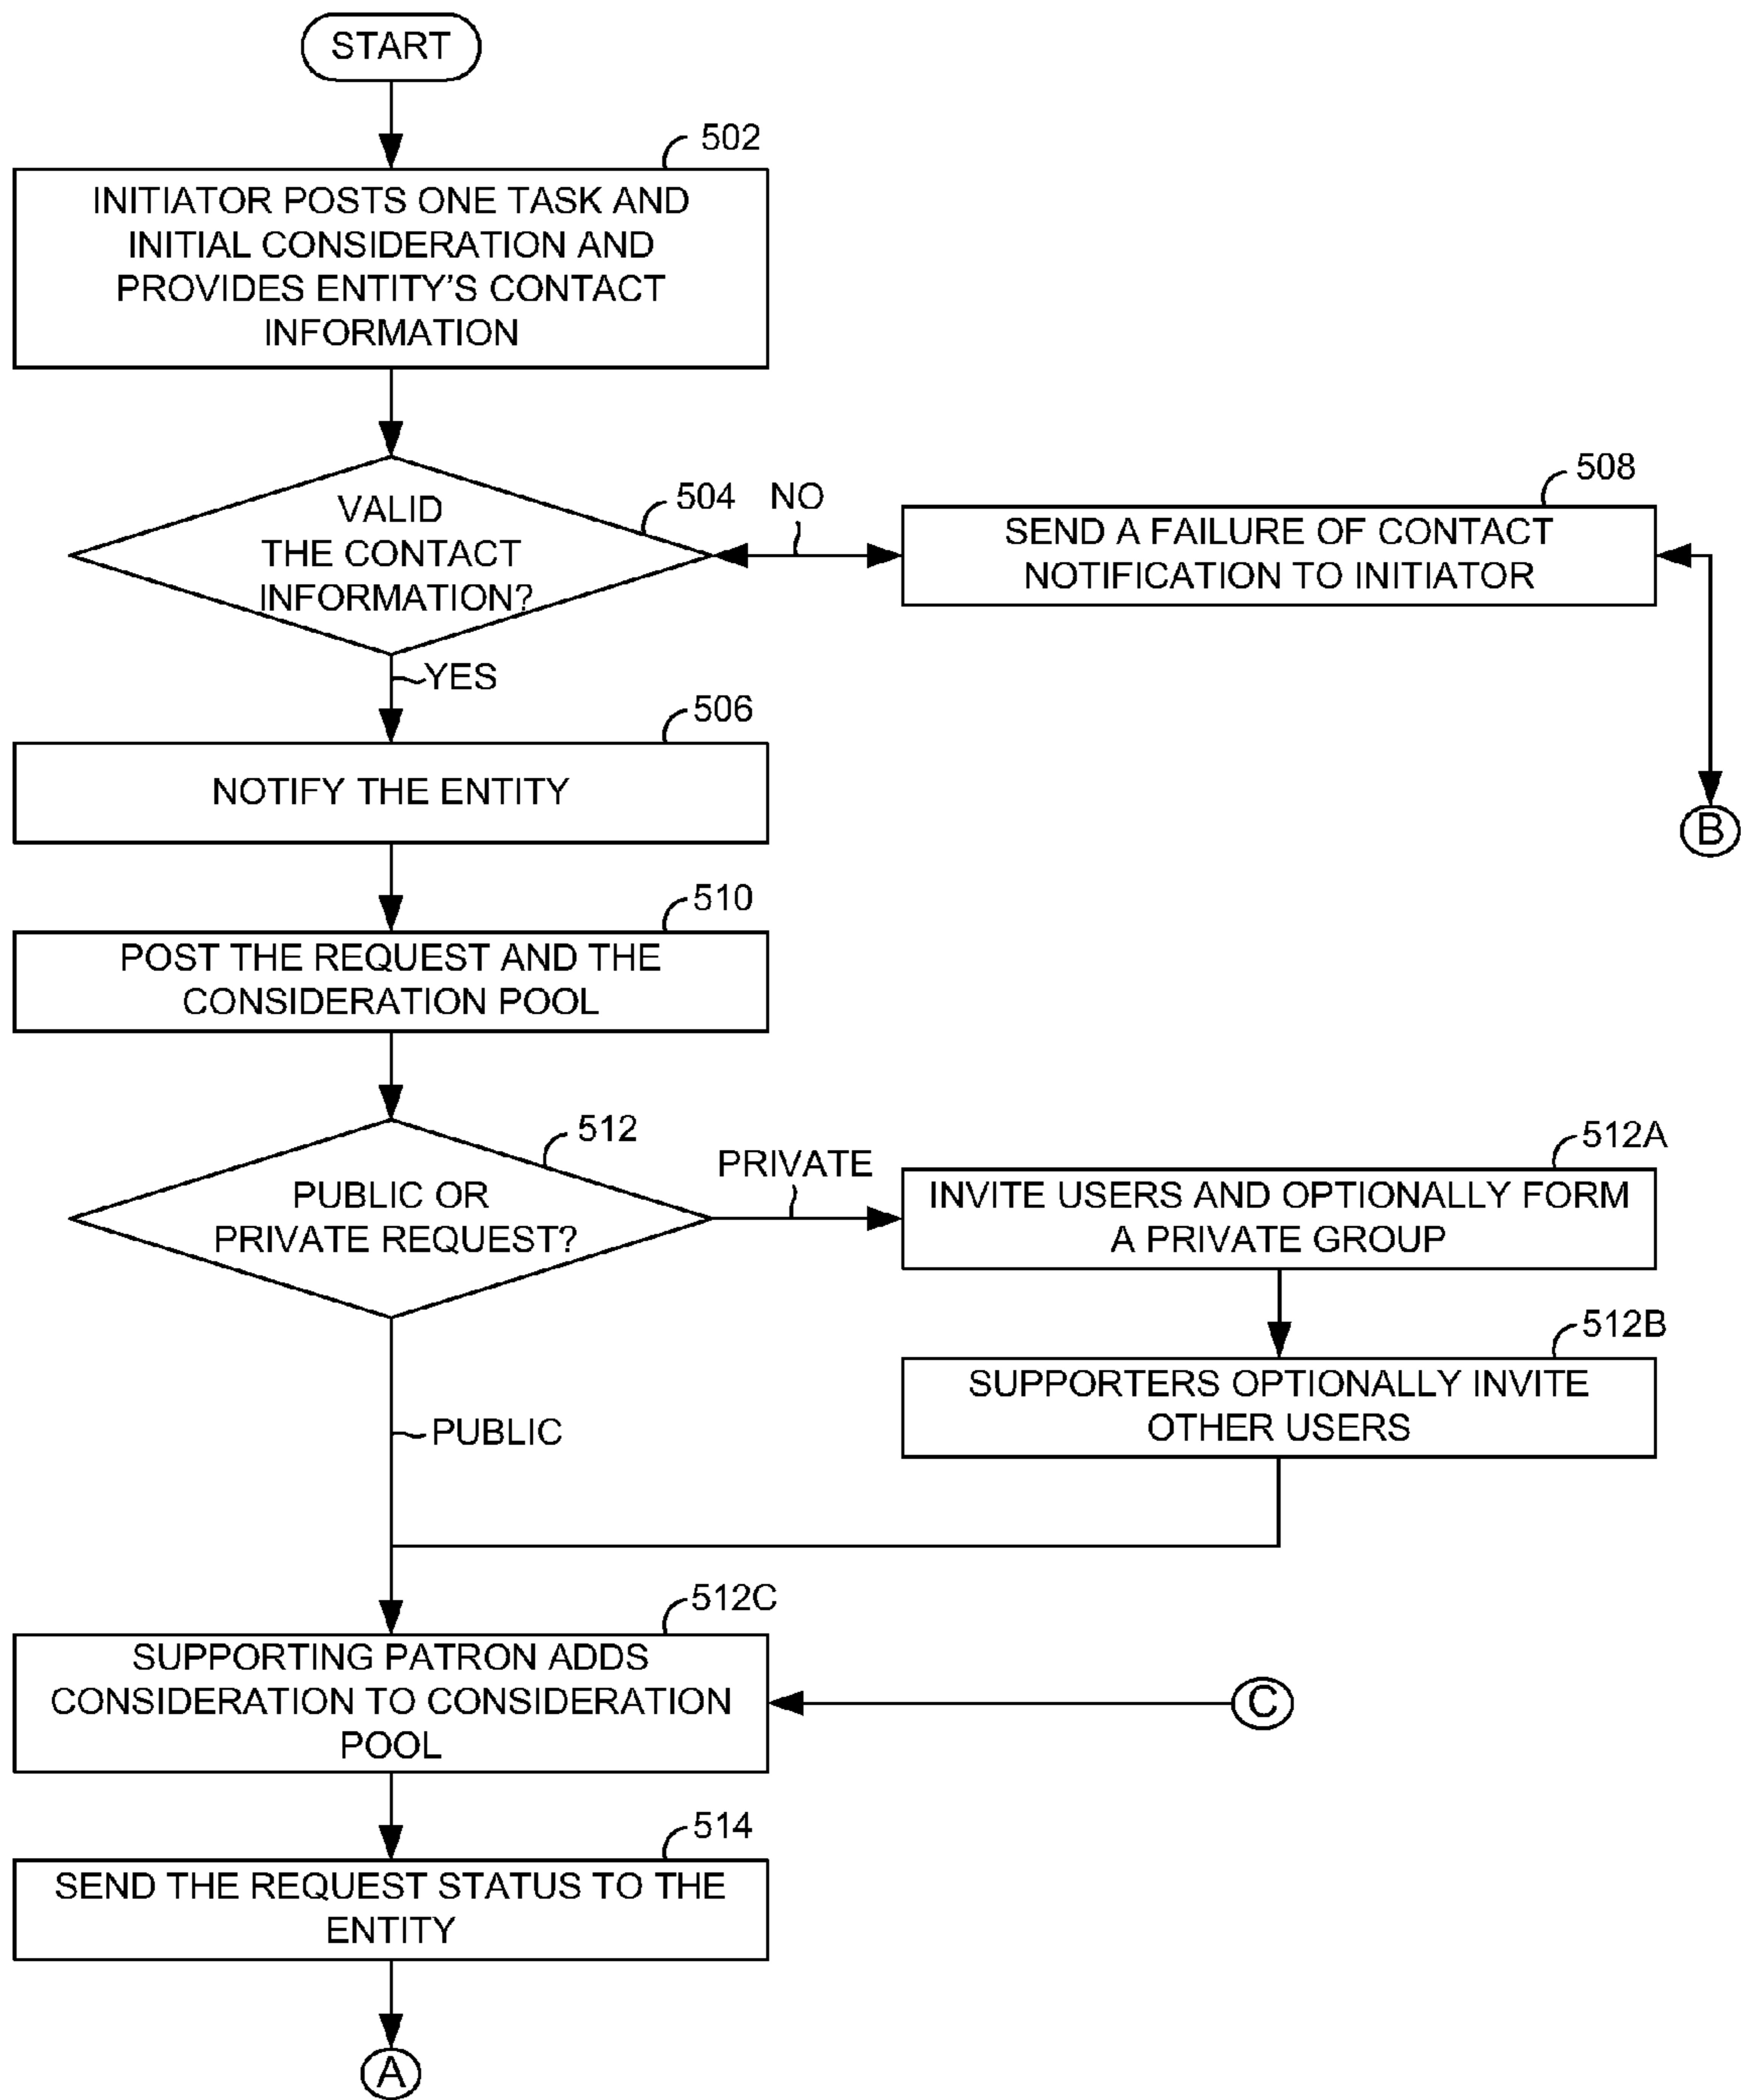 START
502
INITIATOR POSTS ONE TASK AND
INITIAL CONSIDERATION AND
PROVIDES ENTITY'S CONTACT
INFORMATION
504
VALID
THE CONTACT
INFORMATION?
NO
508
SEND A FAILURE OF CONTACT
NOTIFICATION TO INITIATOR
YES
506
NOTIFY THE ENTITY
B
510
POST THE REQUEST AND THE
CONSIDERATION POOL
512
PUBLIC OR
PRIVATE REQUEST?
PRIVATE
512A
INVITE USERS AND OPTIONALLY FORM
A PRIVATE GROUP
512B
SUPPORTERS OPTIONALLY INVITE
OTHER USERS
PUBLIC
512C
SUPPORTING PATRON ADDS
CONSIDERATION TO CONSIDERATION
POOL
C
514
SEND THE REQUEST STATUS TO THE
ENTITY
A